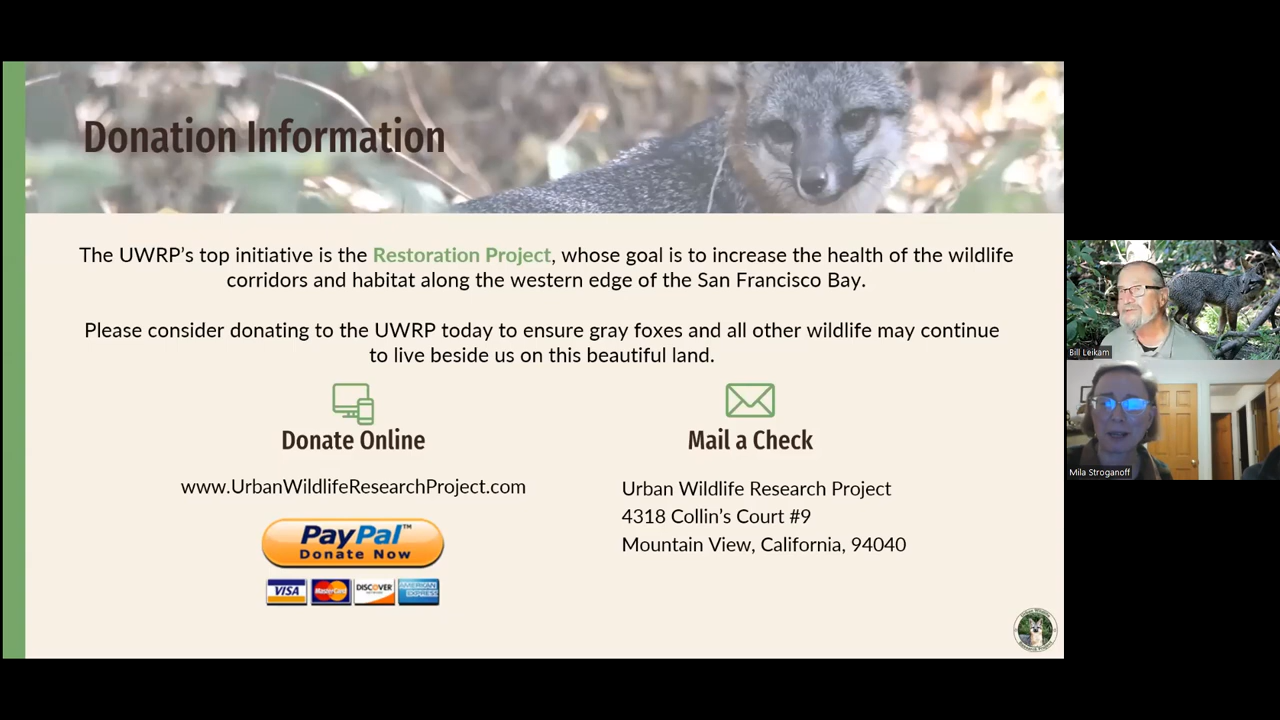 Donation Information
The UWRP's top initiative is the Restoration Project, whose goal is to increase the health of the wildlife
corridors and habitat along the western edge of the San Francisco Bay.
Please consider donating to the UWRP today to ensure gray foxes and all other wildlife may continue
to live beside us on this beautiful land.
Donate Online
www.UrbanWildlifeResearchProject.com
PayPal™
Donate Now
VISA
MasterCard
DISCOVER
AMERICAN
EXPRESS
Mail a Check
Urban Wildlife Research Project
4318 Collin's Court #9
Mountain View, California, 94040
Bill Leikam
Mila Stroganoff